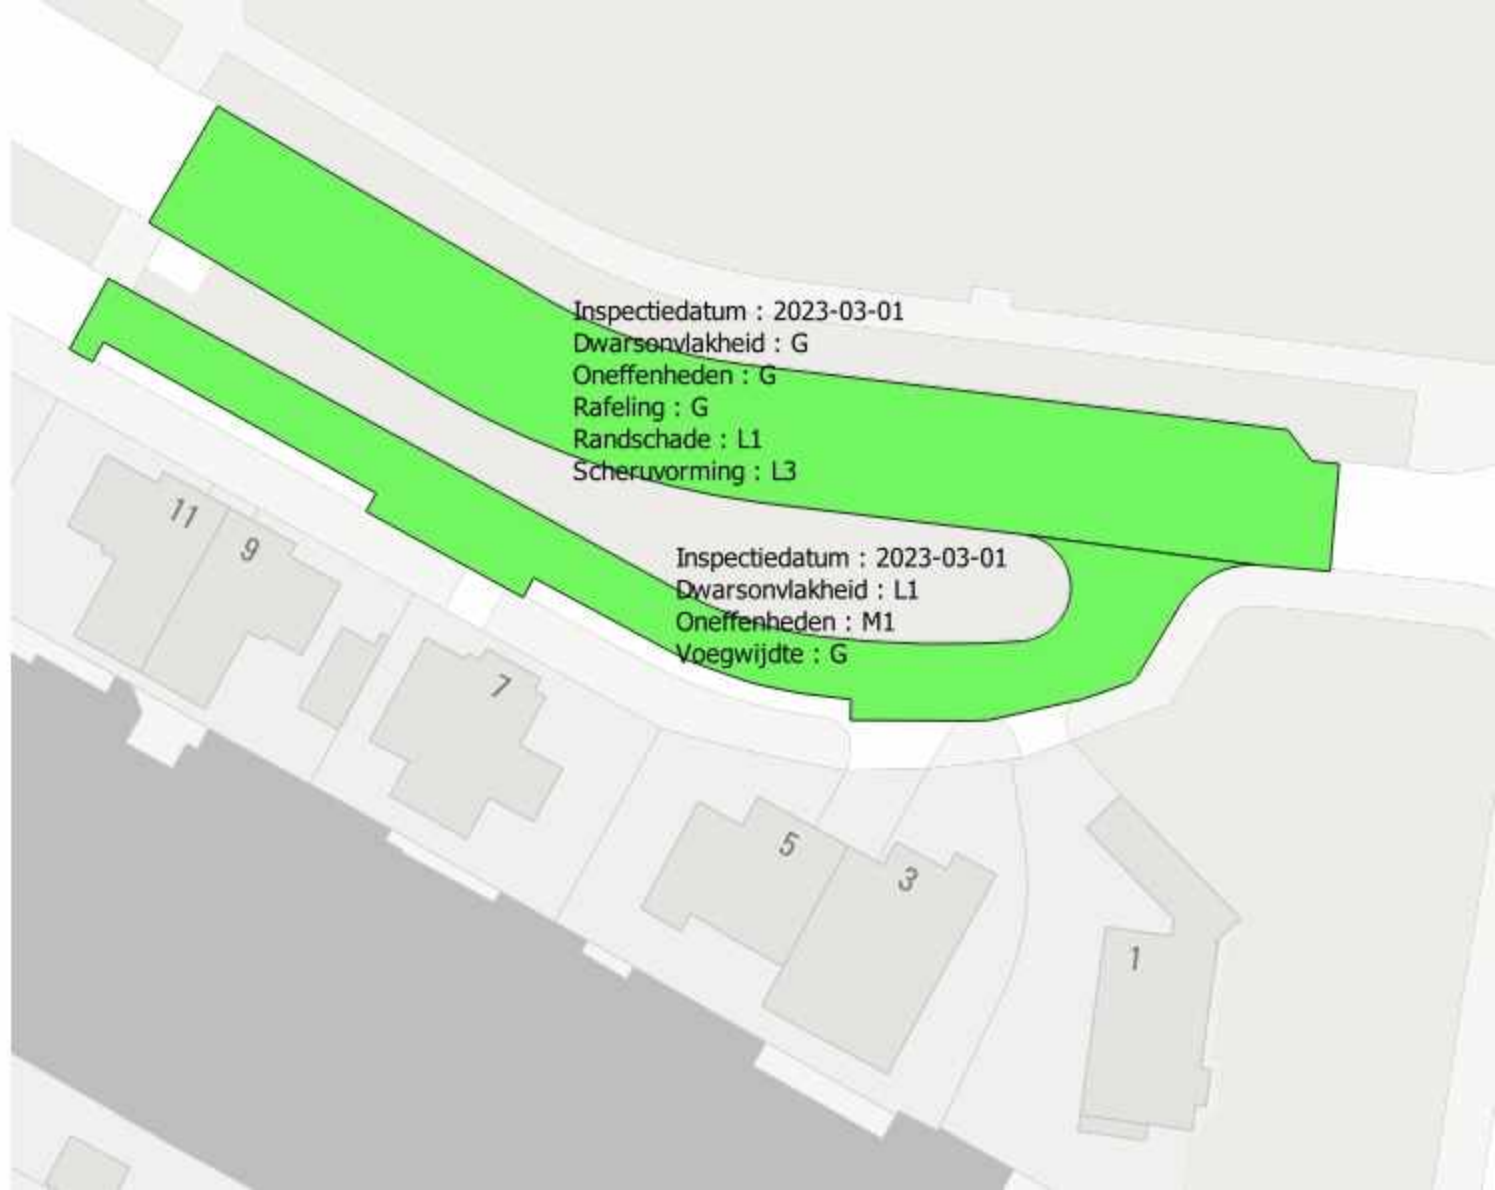 Inspectiedatum : 2023-03-01
Dwarsonvlakheid : G
Oneffenheden : G
Rafeling : G
Randschade : L1
Scheruvorming : L3
11
9
Inspectiedatum : 2023-03-01
Dwarsonvlakheid : L1
Oneffenheden : M1
Voegwijdte : G
7
5
3
1